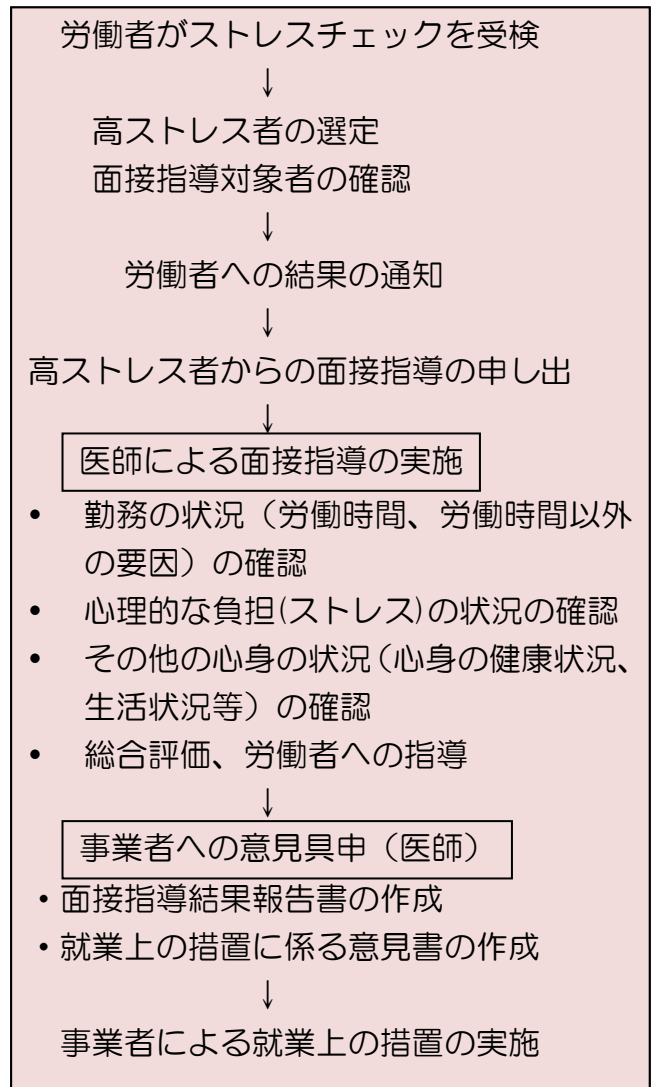 労働者がストレスチェックを受検
↓
高ストレス者の選定
面接指導対象者の確認
↓
労働者への結果の通知
↓
高ストレス者からの面接指導の申し出
↓
医師による面接指導の実施
• 勤務の状況（労働時間、労働時間以外
の要因）の確認
• 心理的な負担(ストレス)の状況の確認
• その他の心身の状況（心身の健康状況、
生活状況等）の確認
• 総合評価、労働者への指導
↓
事業者への意見具申（医師）
・面接指導結果報告書の作成
・就業上の措置に係る意見書の作成
↓
事業者による就業上の措置の実施